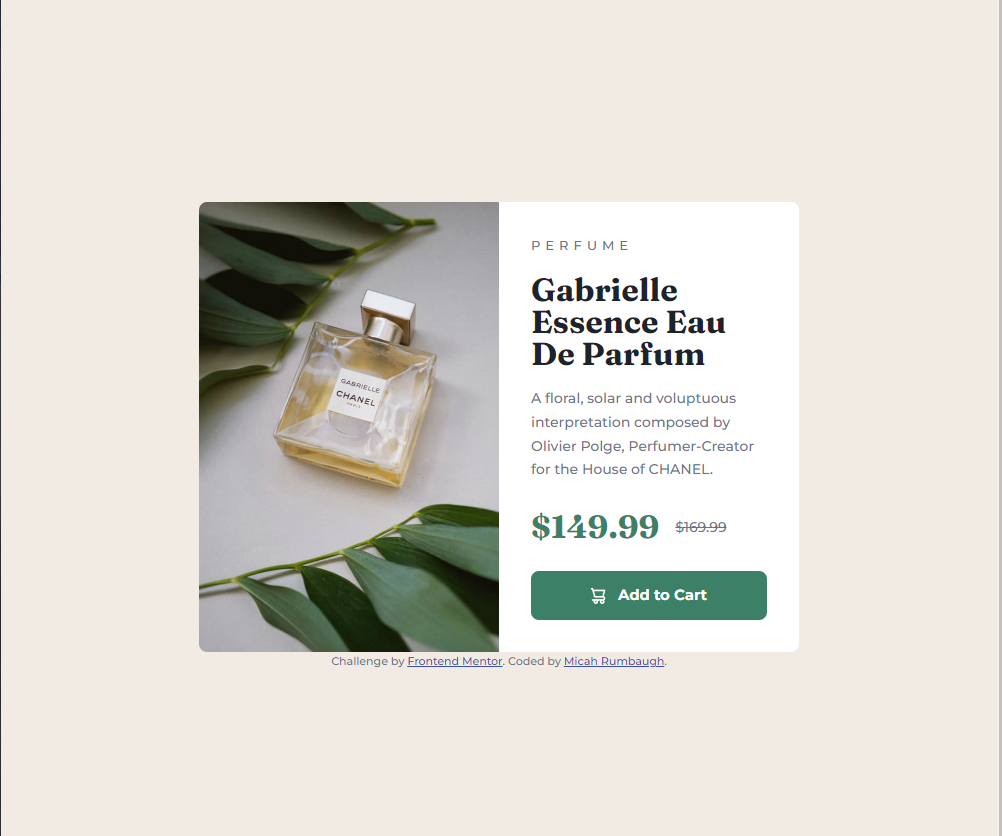 GABRIELLE
CHANEL
PARIS
PERFUME
Gabrielle
Essence Eau
De Parfum
A floral, solar and voluptuous
interpretation composed by
Olivier Polge, Perfumer-Creator
for the House of CHANEL.
$149.99 $169.99
Add to Cart
Challenge by Frontend Mentor. Coded by Micah Rumbaugh.